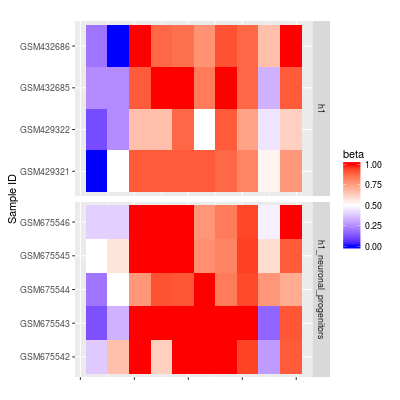 GSM432686
GSM432685
GSM429322
GSM429321
h1
GSM675546
GSM675545
GSM675544
GSM675543
GSM675542
h1_neuronal_progenitors
Sample ID
beta
1.00
0.75
0.50
0.25
0.00